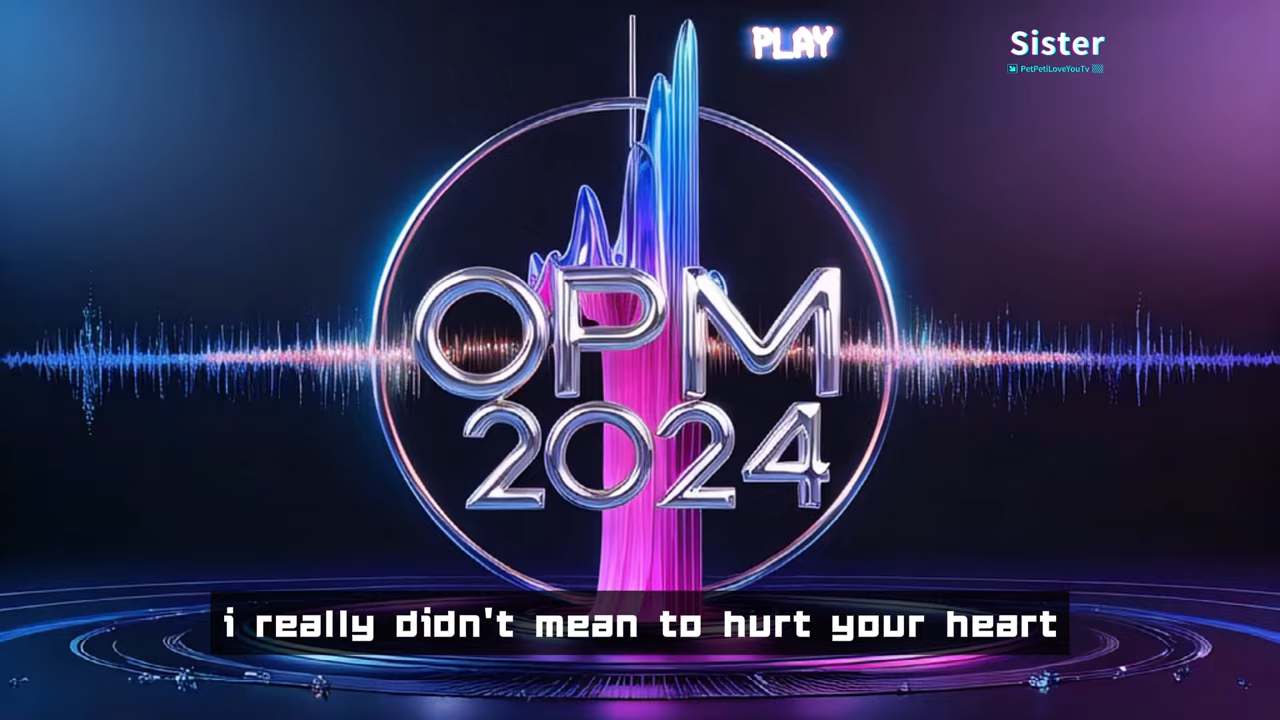 PLAY
Sister
PetPetiLoveYouTv
OPM
2024
i really didn't mean to hurt your heart